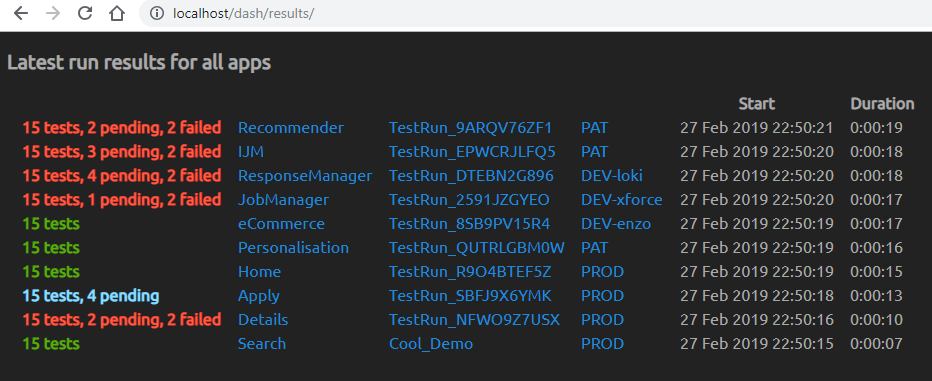 localhost/dash/results/
Latest run results for all apps
Start Duration
15 tests, 2 pending, 2 failed Recommender TestRun_9ARQV76ZF1 PAT 27 Feb 2019 22:50:21 0:00:19
15 tests, 3 pending, 2 failed IJM TestRun_EPWCRJLFQ5 PAT 27 Feb 2019 22:50:20 0:00:18
15 tests, 4 pending, 2 failed ResponseManager TestRun_DTEBN2G896 DEV-loki 27 Feb 2019 22:50:20 0:00:18
15 tests, 1 pending, 2 failed JobManager TestRun_2591JZGYEO DEV-xforce 27 Feb 2019 22:50:20 0:00:17
15 tests eCommerce TestRun_8SB9PV15R4 DEV-enzo 27 Feb 2019 22:50:19 0:00:17
15 tests Personalisation TestRun_QUTRLGBM0W PAT 27 Feb 2019 22:50:19 0:00:16
15 tests Home TestRun_R9O4BTEF5Z PROD 27 Feb 2019 22:50:19 0:00:15
15 tests, 4 pending Apply TestRun_SBFJ9X6YMK PROD 27 Feb 2019 22:50:18 0:00:13
15 tests, 2 pending, 2 failed Details TestRun_NFWO9Z7USX PROD 27 Feb 2019 22:50:16 0:00:10
15 tests Search Cool_Demo PROD 27 Feb 2019 22:50:15 0:00:07